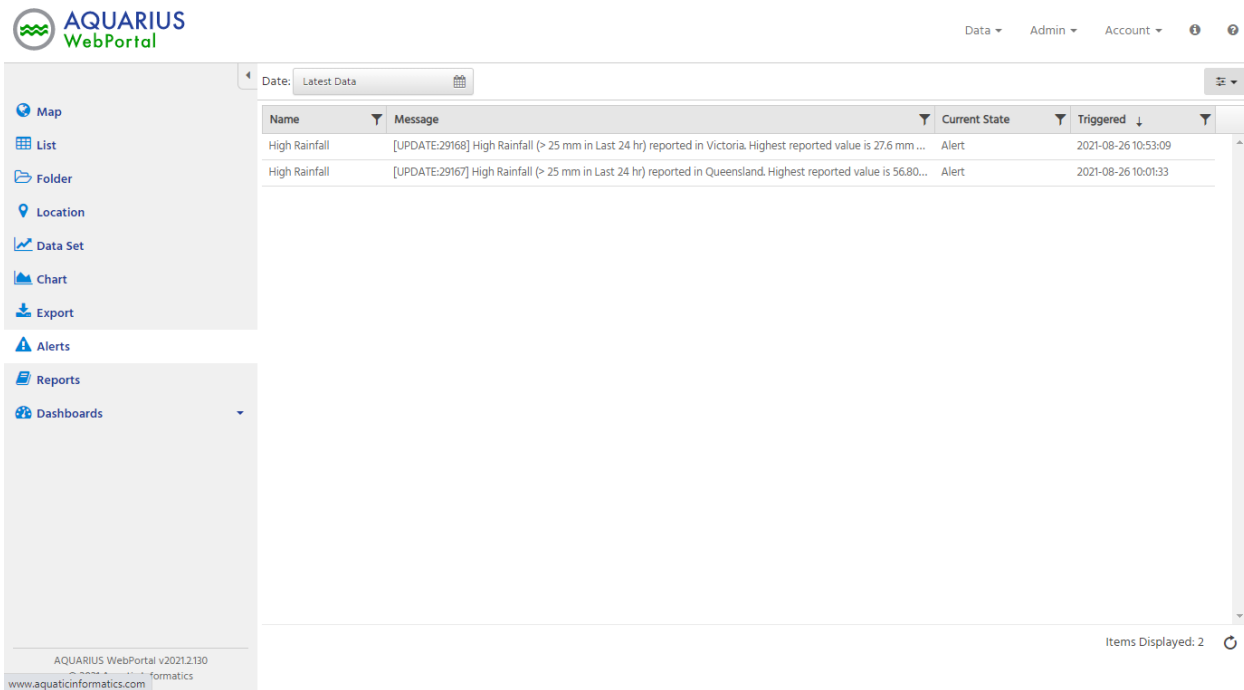 AQUARIUS
WebPortal
Data
Admin
Account
Date:
Latest Data
Map
List
Folder
Location
Data Set
Chart
Export
Alerts
Reports
Dashboards
Name Message Current State Triggered ↓
High Rainfall [UPDATE:29168] High Rainfall (> 25 mm in Last 24 hr) reported in Victoria. Highest reported value is 27.6 mm ... Alert 2021-08-26 10:53:09
High Rainfall [UPDATE:29167] High Rainfall (> 25 mm in Last 24 hr) reported in Queensland. Highest reported value is 56.80... Alert 2021-08-26 10:01:33
Items Displayed: 2
AQUARIUS WebPortal v2021.2.130
formatics
www.aquaticinformatics.com